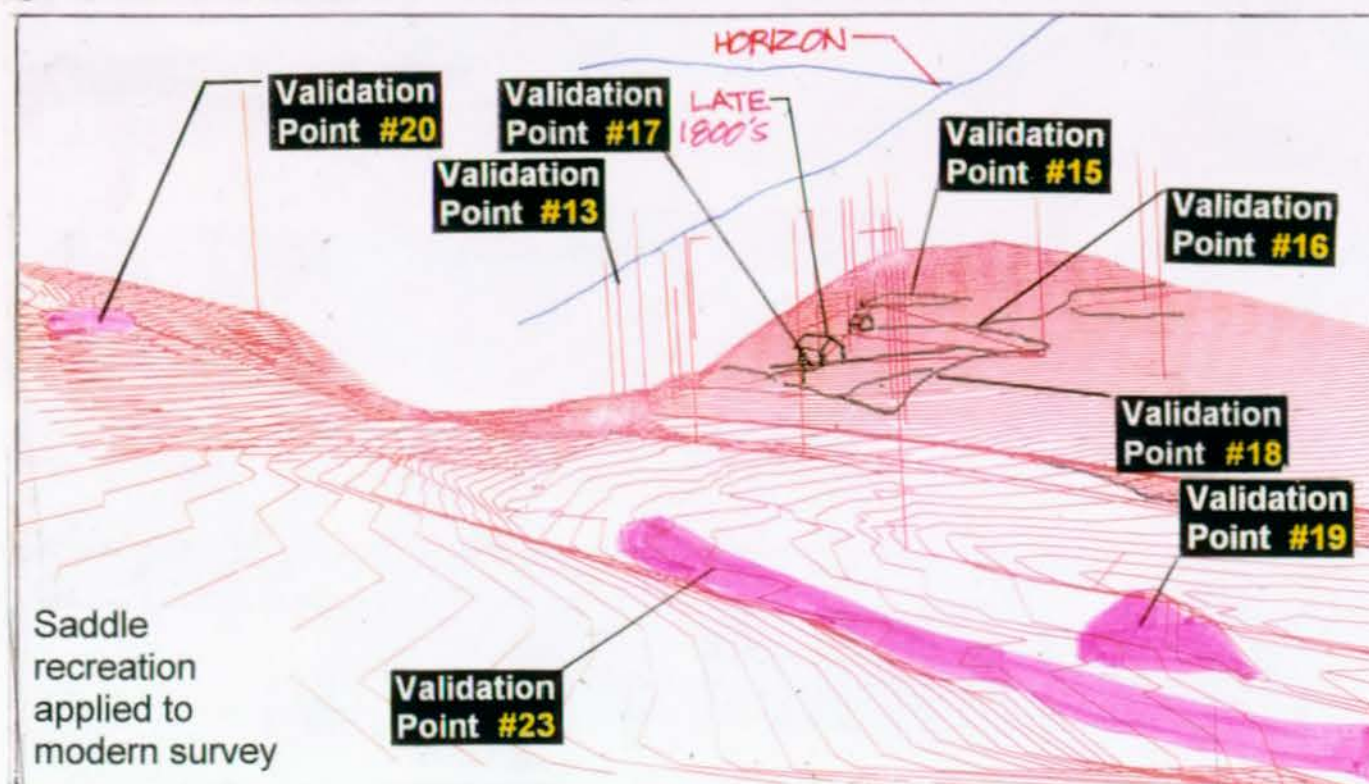 HORIZON
Validation
Point #20
Validation
Point #17
LATE
1800's
Validation
Point #13
Validation
Point #15
Validation
Point #16
Validation
Point #18
Validation
Point #19
Saddle
recreation
applied to
modern survey
Validation
Point #23